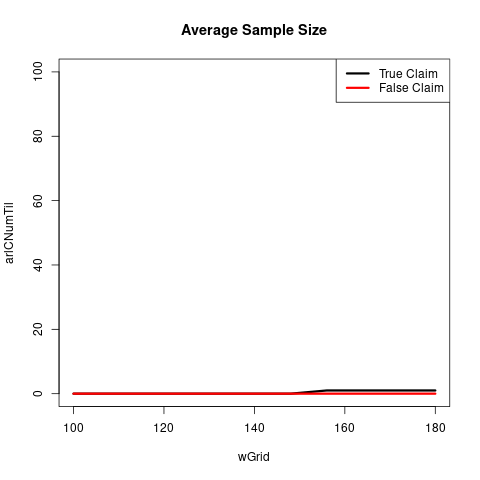 Average Sample Size
True Claim
False Claim
100
80
60
40
20
0
arlCNumTil
100 120 140 160 180
wGrid